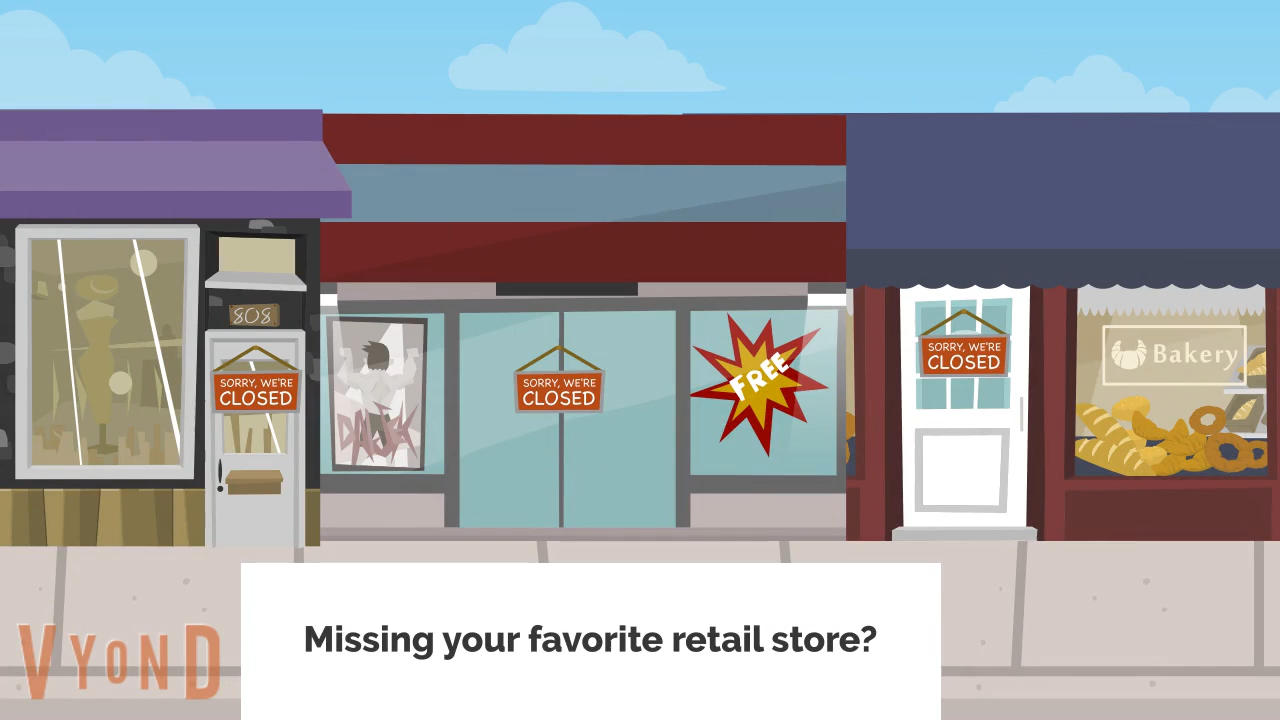 808
SORRY, WE'RE
CLOSED
SORRY, WE'RE
CLOSED
FREE
SORRY, WE'RE
CLOSED
Bakery
Missing your favorite retail store?
VYOND